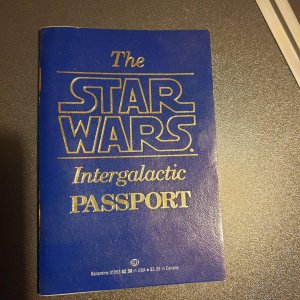 The
STAR
WARS
Intergalactic
PASSPORT